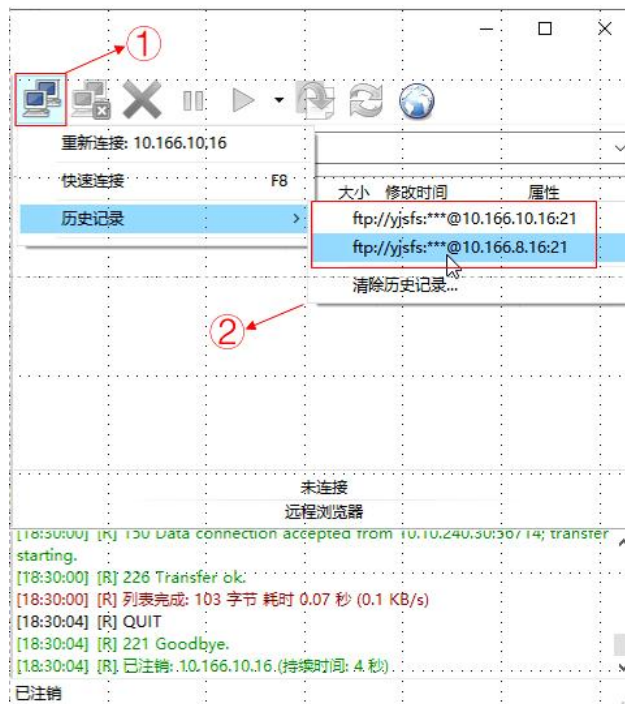 ①
重新连接: 10.166.10.16
快速连接 F8
历史记录 >
大小 修改时间 属性
ftp://yjsfs:***@10.166.10.16:21
ftp://yjsfs:***@10.166.8.16:21
清除历史记录...
②
未连接
远程浏览器
[18:30:00] [R] 150 Data connection accepted from 10.10.240.30:56714; transfer
starting.
[18:30:00] [R] 226 Transfer ok.
[18:30:00] [R] 列表完成: 103 字节 耗时 0.07 秒 (0.1 KB/s)
[18:30:04] [R] QUIT
[18:30:04] [R] 221 Goodbye.
[18:30:04] [R] 已注销: 10.166.10.16 (持续时间: 4 秒)
已注销